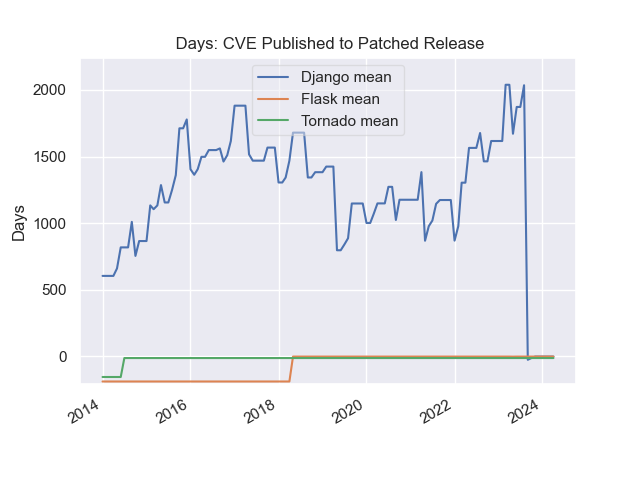 Days: CVE Published to Patched Release
Django mean
Flask mean
Tornado mean
Days
2000
1500
1000
500
0
2014
2016
2018
2020
2022
2024